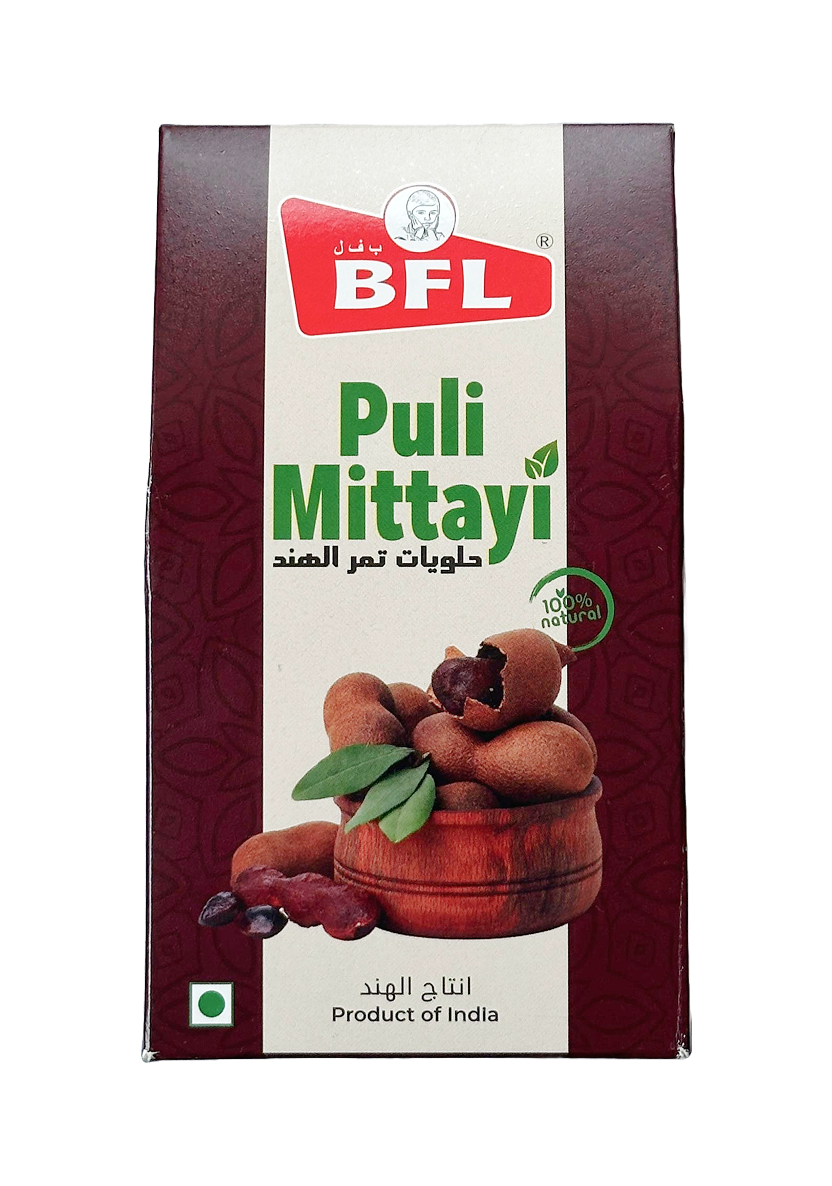 ب ف ل
BFL
®
Puli
Mittayi
حلويات تمر الهند
100%
natural
انتاج الهند
Product of India